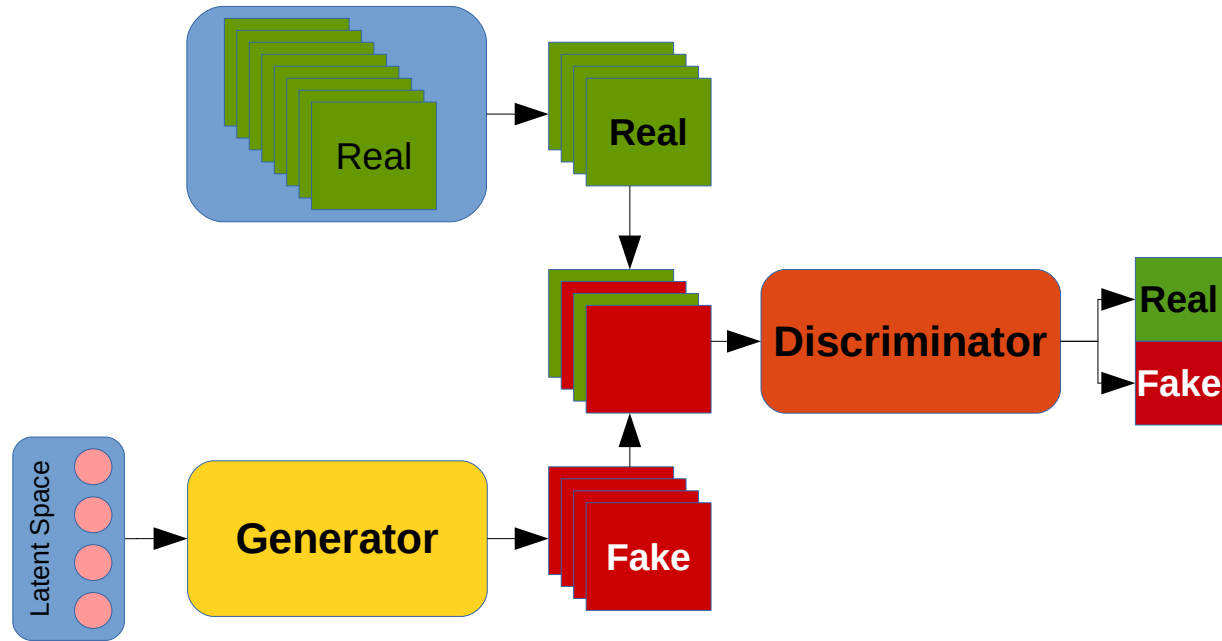 Real
Real
Discriminator
Real
Fake
Latent Space
Generator
Fake